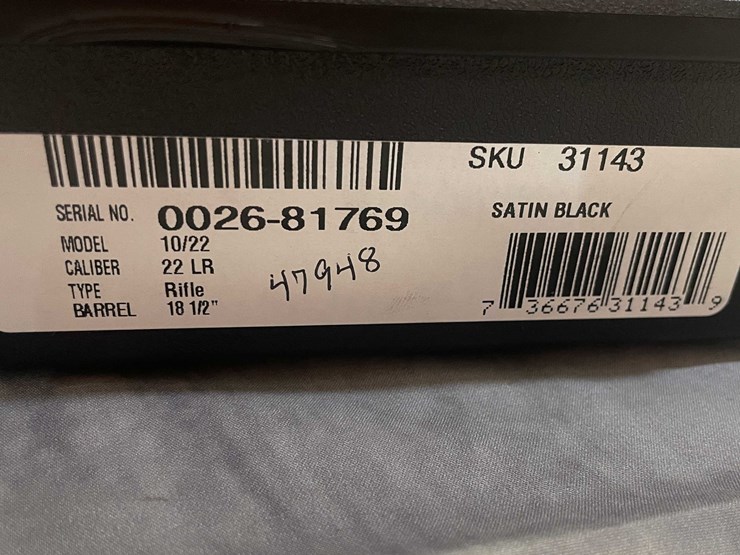 SKU 31143
SERIAL NO. 0026-81769
SATIN BLACK
MODEL 10/22
CALIBER 22 LR
TYPE Rifle
BARREL 18 1/2"
47948
7 36676 31143 9